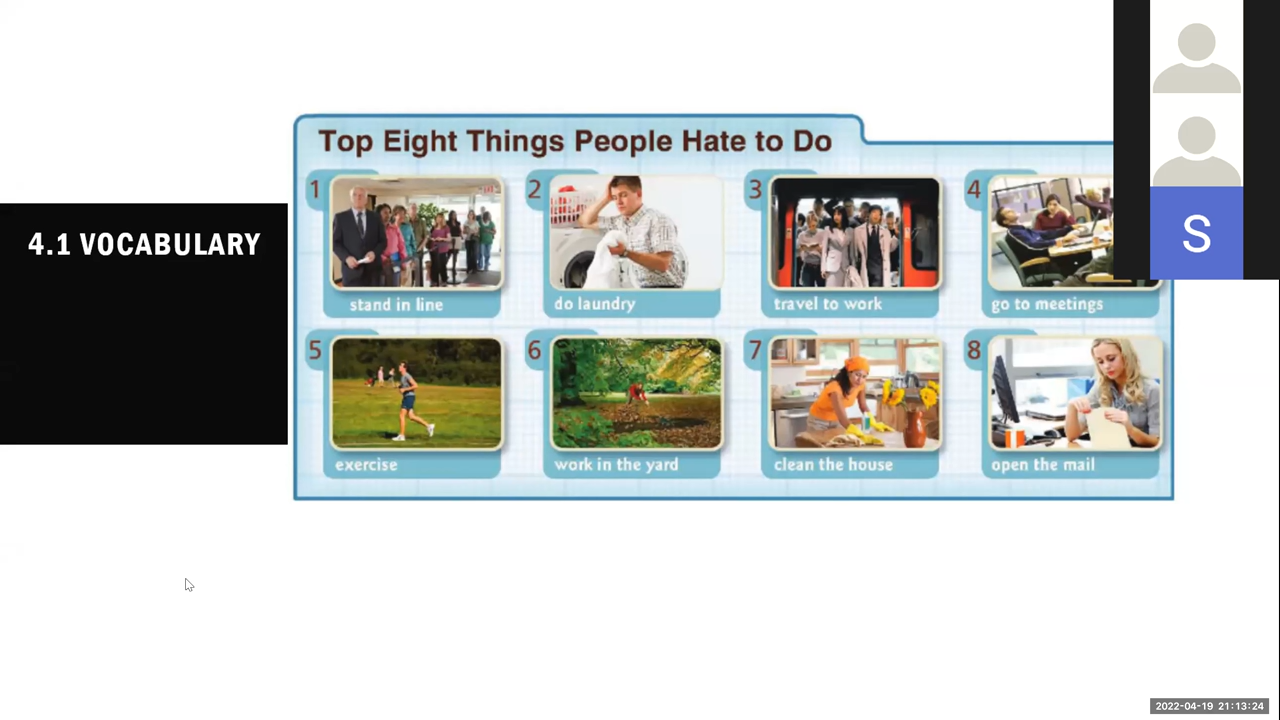 4.1 VOCABULARY
Top Eight Things People Hate to Do
1
stand in line
2
do laundry
3
travel to work
4
go to meetings
5
exercise
6
work in the yard
7
clean the house
8
open the mail
S
2022-04-19 21:13:24